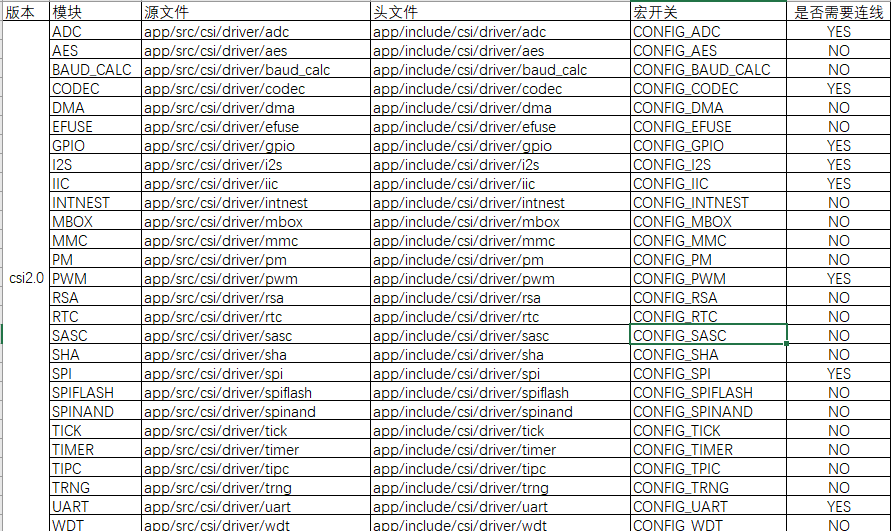 版本 模块 源文件 头文件 宏开关 是否需要连线
ADC app/src/csi/driver/adc app/include/csi/driver/adc CONFIG_ADC YES
AES app/src/csi/driver/aes app/include/csi/driver/aes CONFIG_AES NO
BAUD_CALC app/src/csi/driver/baud_calc app/include/csi/driver/baud_calc CONFIG_BAUD_CALC NO
CODEC app/src/csi/driver/codec app/include/csi/driver/codec CONFIG_CODEC YES
DMA app/src/csi/driver/dma app/include/csi/driver/dma CONFIG_DMA NO
EFUSE app/src/csi/driver/efuse app/include/csi/driver/efuse CONFIG_EFUSE NO
GPIO app/src/csi/driver/gpio app/include/csi/driver/gpio CONFIG_GPIO YES
I2S app/src/csi/driver/i2s app/include/csi/driver/i2s CONFIG_I2S YES
IIC app/src/csi/driver/iic app/include/csi/driver/iic CONFIG_IIC YES
INTNEST app/src/csi/driver/intnest app/include/csi/driver/intnest CONFIG_INTNEST NO
MBOX app/src/csi/driver/mbox app/include/csi/driver/mbox CONFIG_MBOX NO
MMC app/src/csi/driver/mmc app/include/csi/driver/mmc CONFIG_MMC NO
PM app/src/csi/driver/pm app/include/csi/driver/pm CONFIG_PM NO
csi2.0 PWM app/src/csi/driver/pwm app/include/csi/driver/pwm CONFIG_PWM YES
RSA app/src/csi/driver/rsa app/include/csi/driver/rsa CONFIG_RSA NO
RTC app/src/csi/driver/rtc app/include/csi/driver/rtc CONFIG_RTC NO
SASC app/src/csi/driver/sasc app/include/csi/driver/sasc CONFIG_SASC NO
SHA app/src/csi/driver/sha app/include/csi/driver/sha CONFIG_SHA NO
SPI app/src/csi/driver/spi app/include/csi/driver/spi CONFIG_SPI YES
SPIFLASH app/src/csi/driver/spiflash app/include/csi/driver/spiflash CONFIG_SPIFLASH NO
SPINAND app/src/csi/driver/spinand app/include/csi/driver/spinand CONFIG_SPINAND NO
TICK app/src/csi/driver/tick app/include/csi/driver/tick CONFIG_TICK NO
TIMER app/src/csi/driver/timer app/include/csi/driver/timer CONFIG_TIMER NO
TIPC app/src/csi/driver/tipc app/include/csi/driver/tipc CONFIG_TPIC NO
TRNG app/src/csi/driver/trng app/include/csi/driver/trng CONFIG_TRNG NO
UART app/src/csi/driver/uart app/include/csi/driver/uart CONFIG_UART YES
WDT app/src/csi/driver/wdt app/include/csi/driver/wdt CONFIG_WDT NO